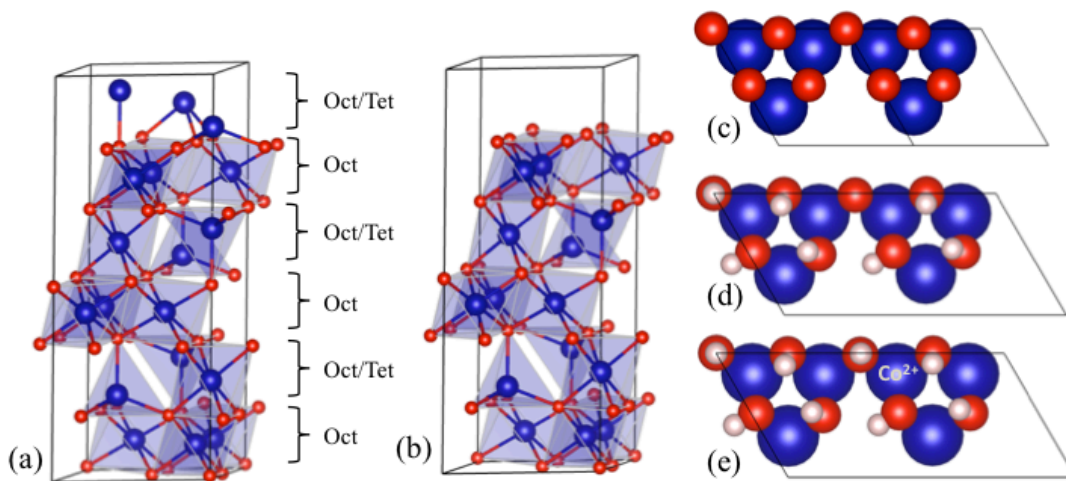 Oct/Tet
Oct
Oct/Tet
Oct
Oct/Tet
Oct
(a)
(b)
(c)
(d)
Co²⁺
(e)